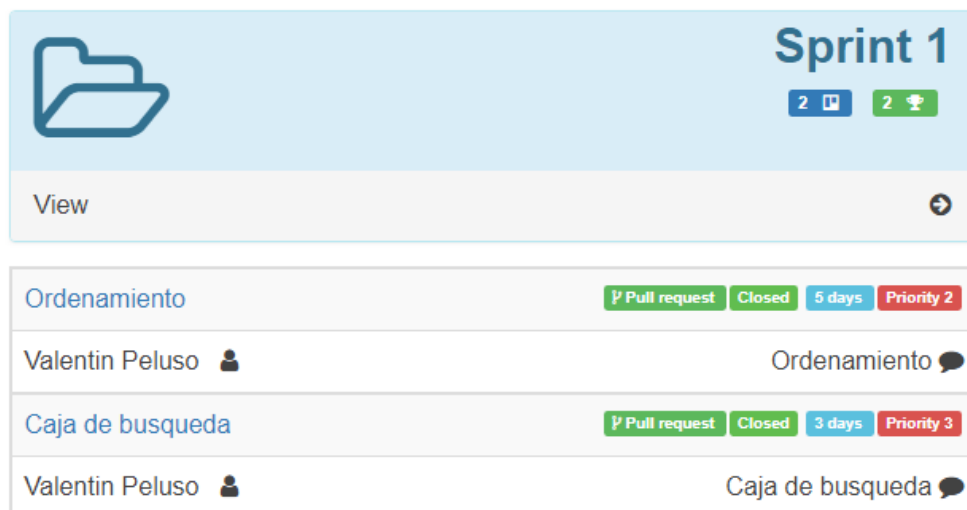 Sprint 1
2 2
View
Ordenamiento Pull request Closed 5 days Priority 2
Valentin Peluso Ordenamiento
Caja de busqueda Pull request Closed 3 days Priority 3
Valentin Peluso Caja de busqueda